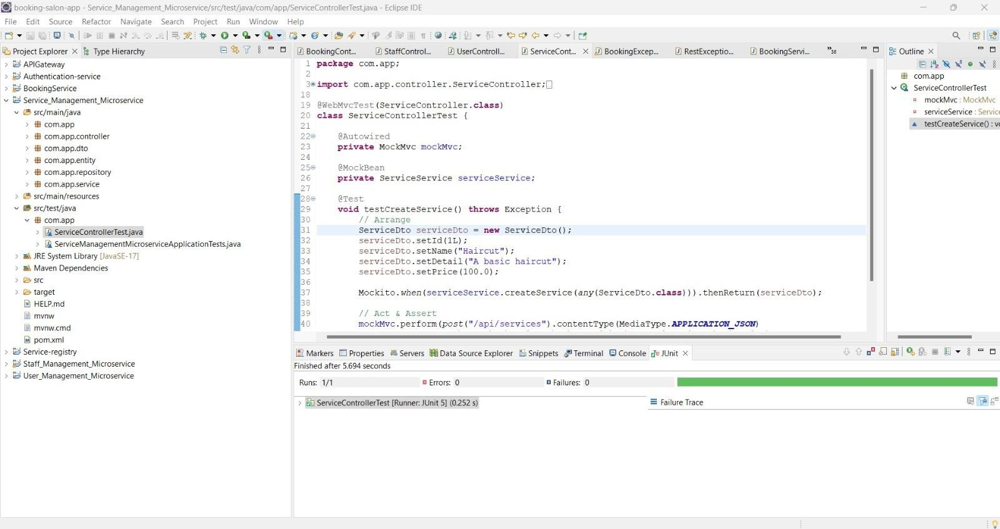 booking-salon-app - Service_Management_Microservice/src/test/java/com/app/ServiceControllerTest.java - Eclipse IDE
File Edit Source Refactor Navigate Search Project Run Window Help
Project Explorer Type Hierarchy
APIGateway
Authentication-service
BookingService
Service_Management_Microservice
src/main/java
com.app
com.app.controller
com.app.dto
com.app.entity
com.app.repository
com.app.service
src/main/resources
src/test/java
com.app
ServiceControllerTest.java
ServiceManagementMicroserviceApplicationTests.java
JRE System Library [JavaSE-17]
Maven Dependencies
src
target
HELP.md
mvnw
mvnw.cmd
pom.xml
Service-registry
Staff_Management_Microservice
User_Management_Microservice
BookingCont... StaffControl... UserControll... ServiceCont... BookingExcep... RestExceptio... BookingServi... »36
1 package com.app;
2
3 import com.app.controller.ServiceController;
18
19 @WebMvcTest(ServiceController.class)
20 class ServiceControllerTest {
21
22 @Autowired
23 private MockMvc mockMvc;
24
25 @MockBean
26 private ServiceService serviceService;
27
28 @Test
29 void testCreateService() throws Exception {
30 // Arrange
31 ServiceDto serviceDto = new ServiceDto();
32 serviceDto.setId(1L);
33 serviceDto.setName("Haircut");
34 serviceDto.setDetail("A basic haircut");
35 serviceDto.setPrice(100.0);
36
37 Mockito.when(serviceService.createService(any(ServiceDto.class))).thenReturn(serviceDto);
38
39 // Act & Assert
40 mockMvc.perform(post("/api/services").contentType(MediaType.APPLICATION_JSON)
Outline
com.app
ServiceControllerTest
mockMvc : MockMvc
serviceService : Service
testCreateService() : vo
Markers Properties Servers Data Source Explorer Snippets Terminal Console JUnit
Finished after 5.694 seconds
Runs: 1/1 Errors: 0 Failures: 0
ServiceControllerTest [Runner: JUnit 5] (0.252 s)
Failure Trace